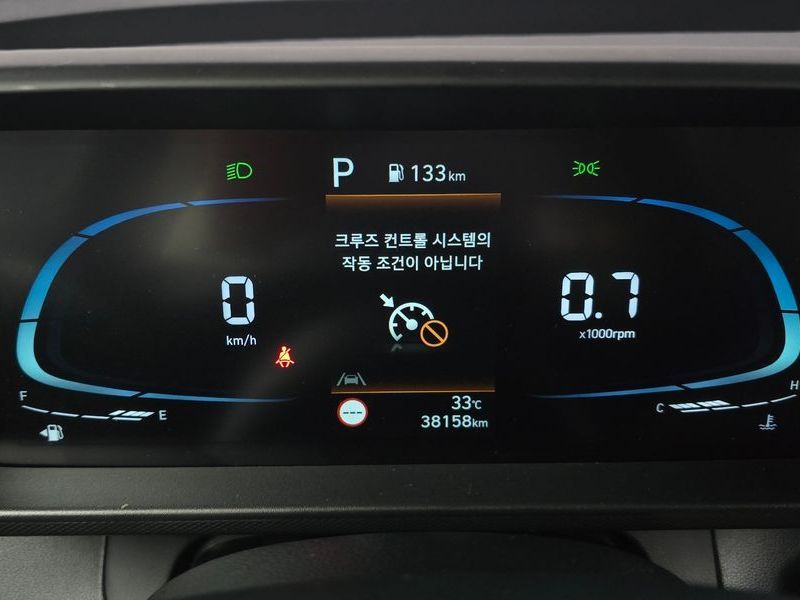 P 133km
크루즈 컨트롤 시스템의
작동 조건이 아닙니다
0
km/h
0.7
x1000rpm
F
E
---
33℃
38158km
C
H